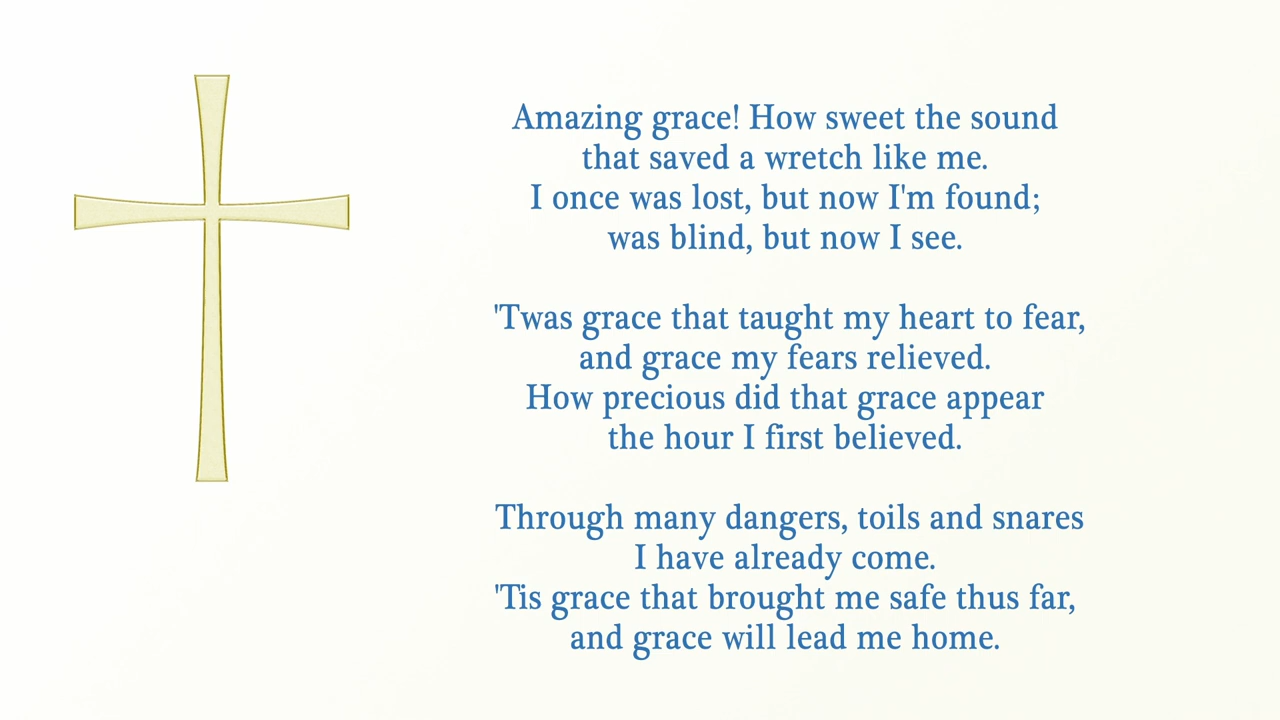 Amazing grace! How sweet the sound
that saved a wretch like me.
I once was lost, but now I'm found;
was blind, but now I see.
'Twas grace that taught my heart to fear,
and grace my fears relieved.
How precious did that grace appear
the hour I first believed.
Through many dangers, toils and snares
I have already come.
'Tis grace that brought me safe thus far,
and grace will lead me home.